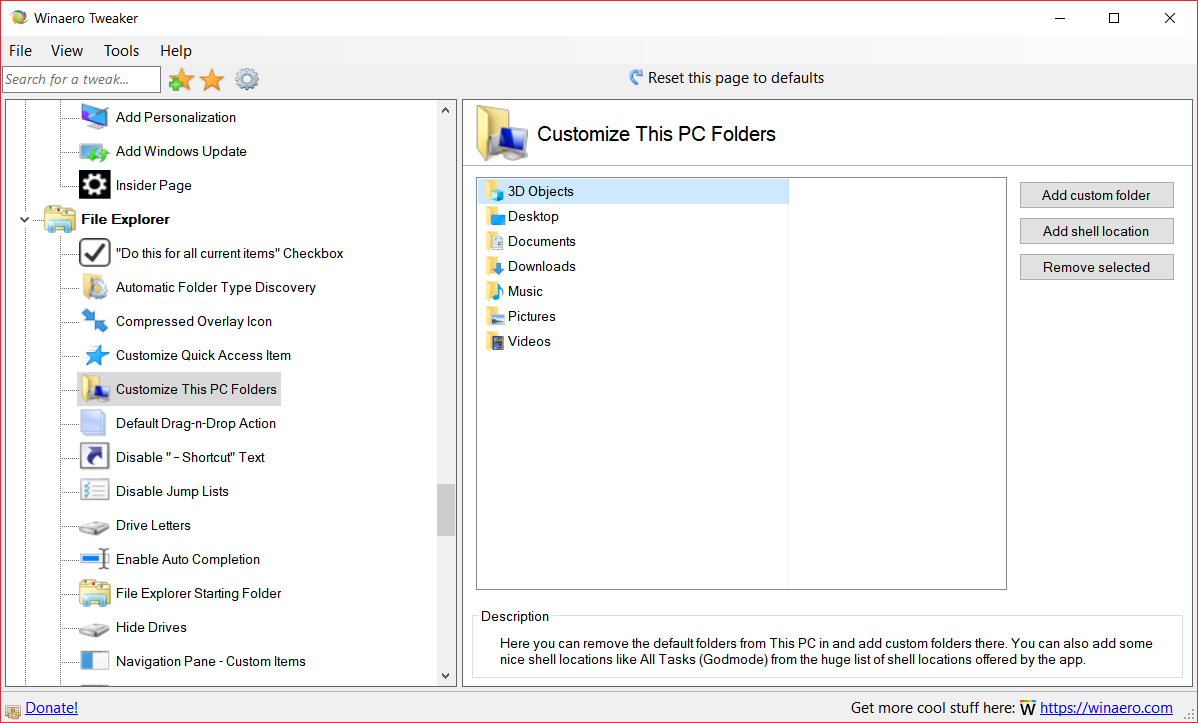 Winaero Tweaker
File View Tools Help
Search for a tweak...
Reset this page to defaults
Add Personalization
Add Windows Update
Insider Page
File Explorer
"Do this for all current items" Checkbox
Automatic Folder Type Discovery
Compressed Overlay Icon
Customize Quick Access Item
Customize This PC Folders
Default Drag-n-Drop Action
Disable " – Shortcut" Text
Disable Jump Lists
Drive Letters
Enable Auto Completion
File Explorer Starting Folder
Hide Drives
Navigation Pane - Custom Items
Customize This PC Folders
3D Objects
Desktop
Documents
Downloads
Music
Pictures
Videos
Add custom folder
Add shell location
Remove selected
Description
Here you can remove the default folders from This PC in and add custom folders there. You can also add some
nice shell locations like All Tasks (Godmode) from the huge list of shell locations offered by the app.
Donate!
Get more cool stuff here: W https://winaero.com